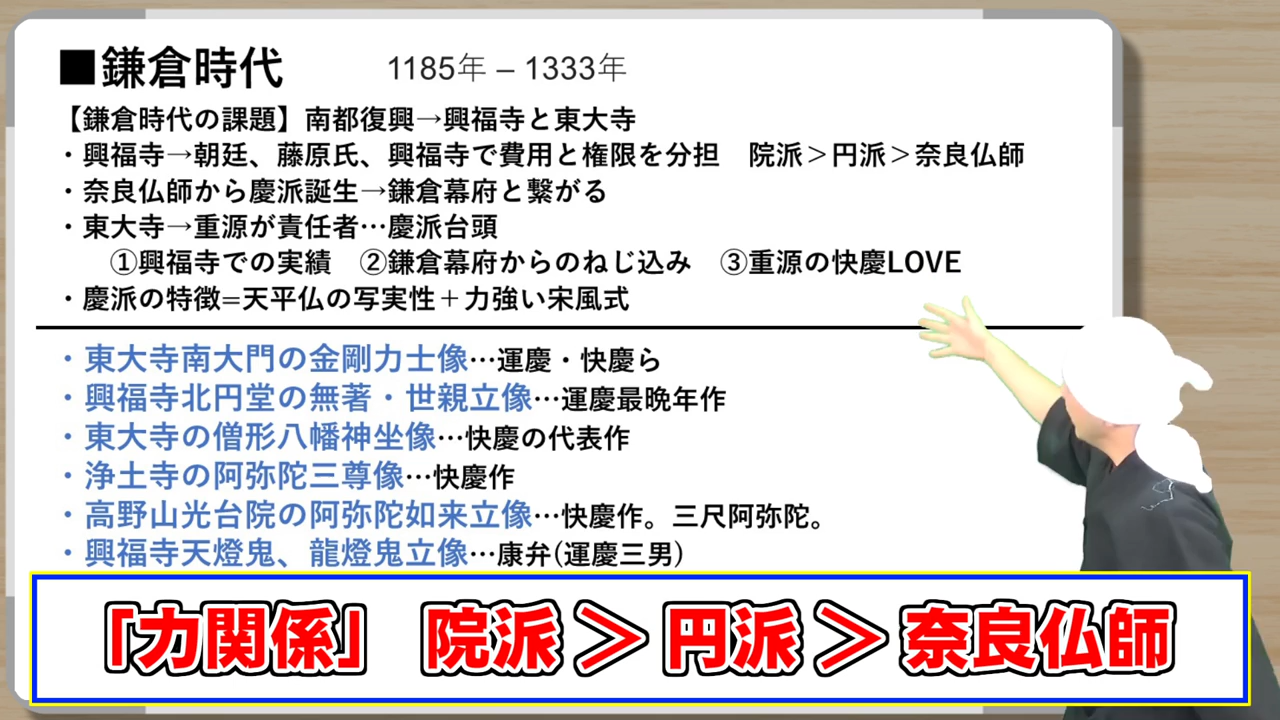 ■鎌倉時代 1185年 – 1333年
【鎌倉時代の課題】南都復興→興福寺と東大寺
・興福寺→朝廷、藤原氏、興福寺で費用と権限を分担 院派＞円派＞奈良仏師
・奈良仏師から慶派誕生→鎌倉幕府と繋がる
・東大寺→重源が責任者…慶派台頭
①興福寺での実績 ②鎌倉幕府からのねじ込み ③重源の快慶LOVE
・慶派の特徴=天平仏の写実性＋力強い宋風式
・東大寺南大門の金剛力士像…運慶・快慶ら
・興福寺北円堂の無著・世親立像…運慶最晩年作
・東大寺の僧形八幡神坐像…快慶の代表作
・浄土寺の阿弥陀三尊像…快慶作
・高野山光台院の阿弥陀如来立像…快慶作。三尺阿弥陀。
・興福寺天燈鬼、龍燈鬼立像…康弁(運慶三男)
「力関係」 院派＞円派＞奈良仏師